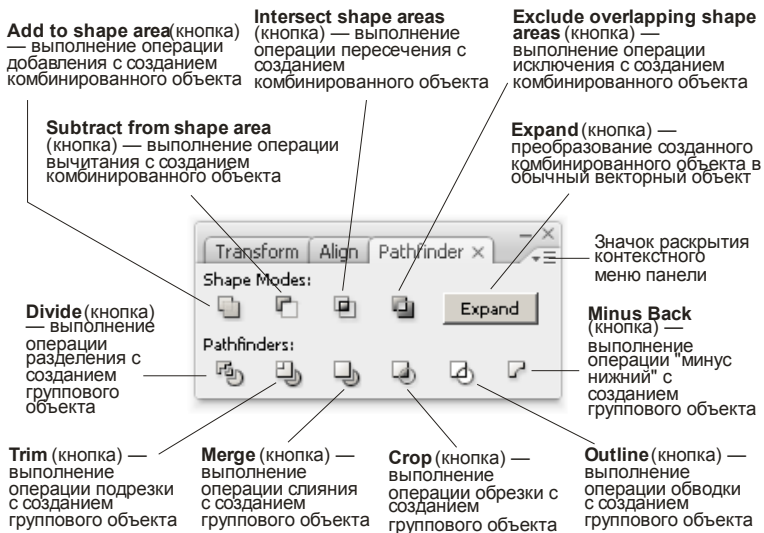 Add to shape area(кнопка)
— выполнение операции
добавления с созданием
комбинированного объекта
Intersect shape areas
(кнопка) — выполнение
операции пересечения с
созданием
комбинированного объекта
Exclude overlapping shape
areas (кнопка) —
выполнение операции
исключения с созданием
комбинированного объекта
Subtract from shape area
(кнопка) — выполнение операции
вычитания с созданием
комбинированного объекта
Expand (кнопка) —
преобразование созданного
комбинированного объекта в
обычный векторный объект
Transform Align Pathfinder ×
Значок раскрытия
контекстного
меню панели
Shape Modes:
Expand
Divide (кнопка)
— выполнение
операции
разделения с
созданием
группового
объекта
Pathfinders:
Minus Back
(кнопка) —
выполнение
операции "минус
нижний" с
созданием
группового объекта
Trim (кнопка) —
выполнение
операции подрезки
с созданием
группового объекта
Merge (кнопка) —
выполнение
операции слияния
с созданием
группового объекта
Crop (кнопка) —
выполнение
операции обрезки с
созданием
группового объекта
Outline (кнопка) —
выполнение
операции обводки
с созданием
группового объекта